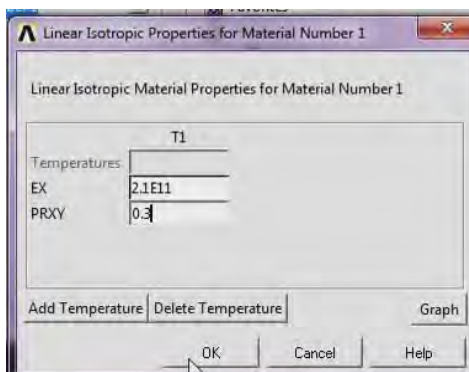 Linear Isotropic Properties for Material Number 1
Linear Isotropic Material Properties for Material Number 1
T1
Temperatures
EX 2.1E11
PRXY 0.3
Add Temperature Delete Temperature Graph
OK Cancel Help